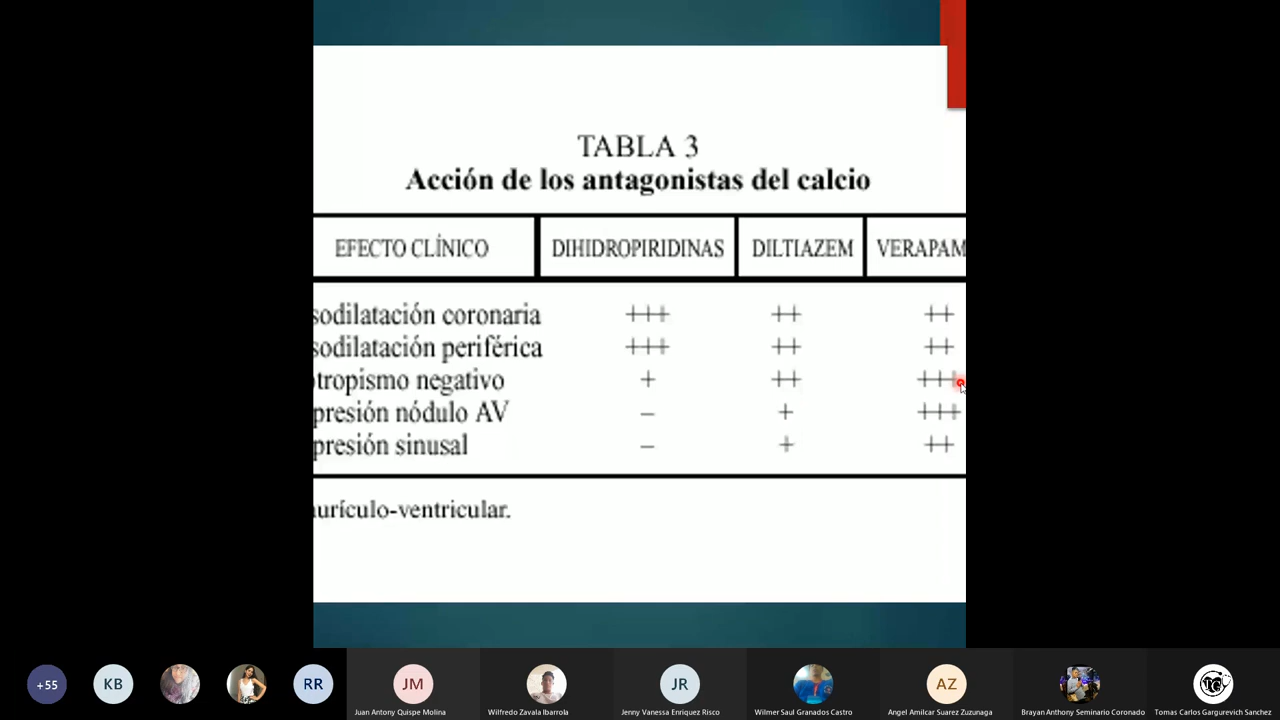 TABLA 3
Acción de los antagonistas del calcio
EFECTO CLÍNICO DIHIDROPIRIDINAS DILTIAZEM VERAPAM
sodilatación coronaria +++ ++ ++
sodilatación periférica +++ ++ ++
otropismo negativo + ++ +++
presión nódulo AV – + +++
presión sinusal – + ++
aurículo-ventricular.
+55 KB RR JM JR AZ
Juan Antony Quispe Molina Wilfredo Zavala Ibarrola Jenny Vanessa Enriquez Risco Wilmer Saul Granados Castro Angel Amilcar Suarez Zuzunaga Brayan Anthony Seminario Coronado Tomas Carlos Gargurevich Sanchez